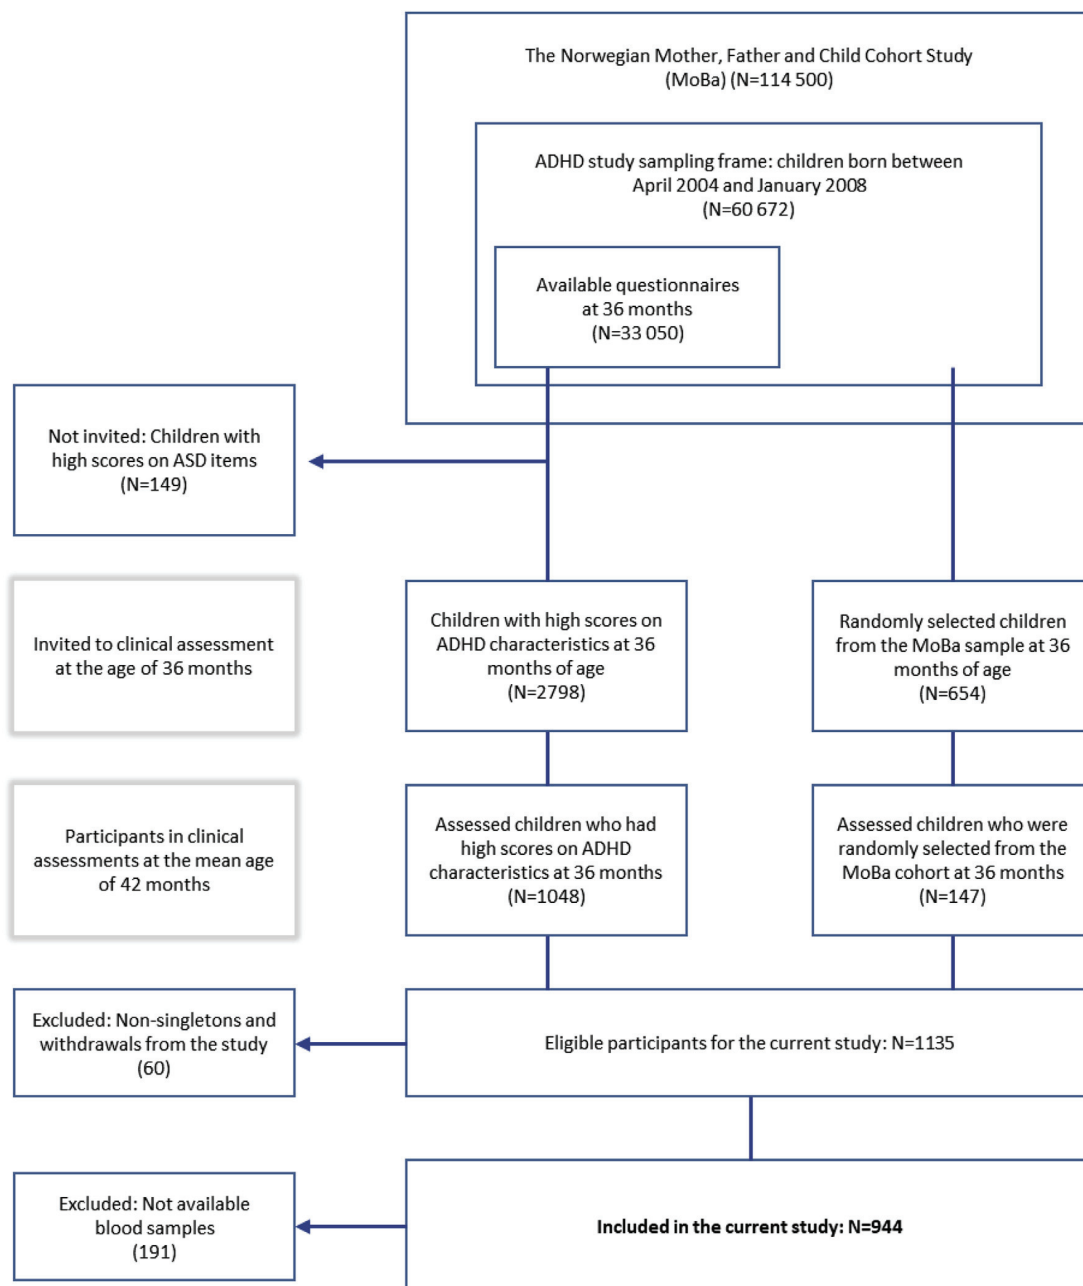 The Norwegian Mother, Father and Child Cohort Study
(MoBa) (N=114 500)
ADHD study sampling frame: children born between
April 2004 and January 2008
(N=60 672)
Available questionnaires
at 36 months
(N=33 050)
Not invited: Children with
high scores on ASD items
(N=149)
Invited to clinical assessment
at the age of 36 months
Children with high scores on
ADHD characteristics at 36
months of age
(N=2798)
Randomly selected children
from the MoBa sample at 36
months of age
(N=654)
Participants in clinical
assessments at the mean age
of 42 months
Assessed children who had
high scores on ADHD
characteristics at 36 months
(N=1048)
Assessed children who were
randomly selected from the
MoBa cohort at 36 months
(N=147)
Excluded: Non-singletons and
withdrawals from the study
(60)
Eligible participants for the current study: N=1135
Excluded: Not available
blood samples
(191)
Included in the current study: N=944